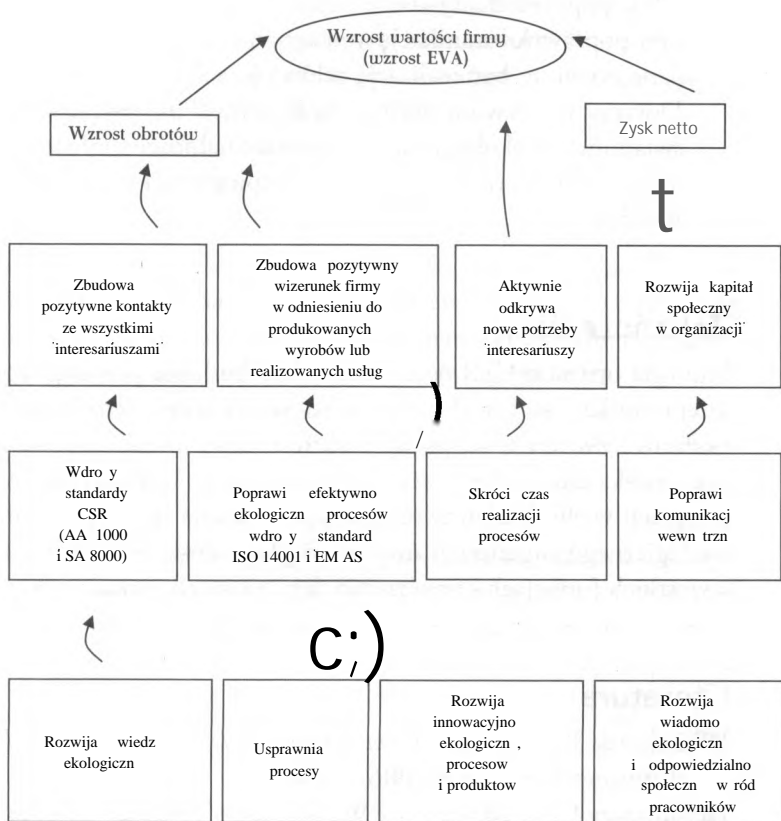 Wzrost wartości firmy
(wzrost EVA)
Wzrost obrotów
Zysk netto
t
Zbudowa
pozytywne kontakty
ze wszystkimi
interesariuszami
Zbudowa pozytywny
wizerunek firmy
w odniesieniu do
produkowanych
wyrobów lub
realizowanych usług
Aktywnie
odkrywa
nowe potrzeby
interesariuszy
Rozwija kapitał
społeczny
w organizacji
)
/
Wdro y
standardy
CSR
(AA 1000
i SA 8000)
Poprawi efektywno
ekologiczn procesów
wdro y standard
ISO 14001 i EM AS
Skróci czas
realizacji
procesów
Poprawi
komunikacj
wewn trzn
C;)
Rozwija wiedz
ekologiczn
Usprawnia
procesy
Rozwija
innowacyjno
ekologiczn ,
procesow
i produktow
Rozwija
wiadomo
ekologiczn
i odpowiedzialno
społeczn w ród
pracowników